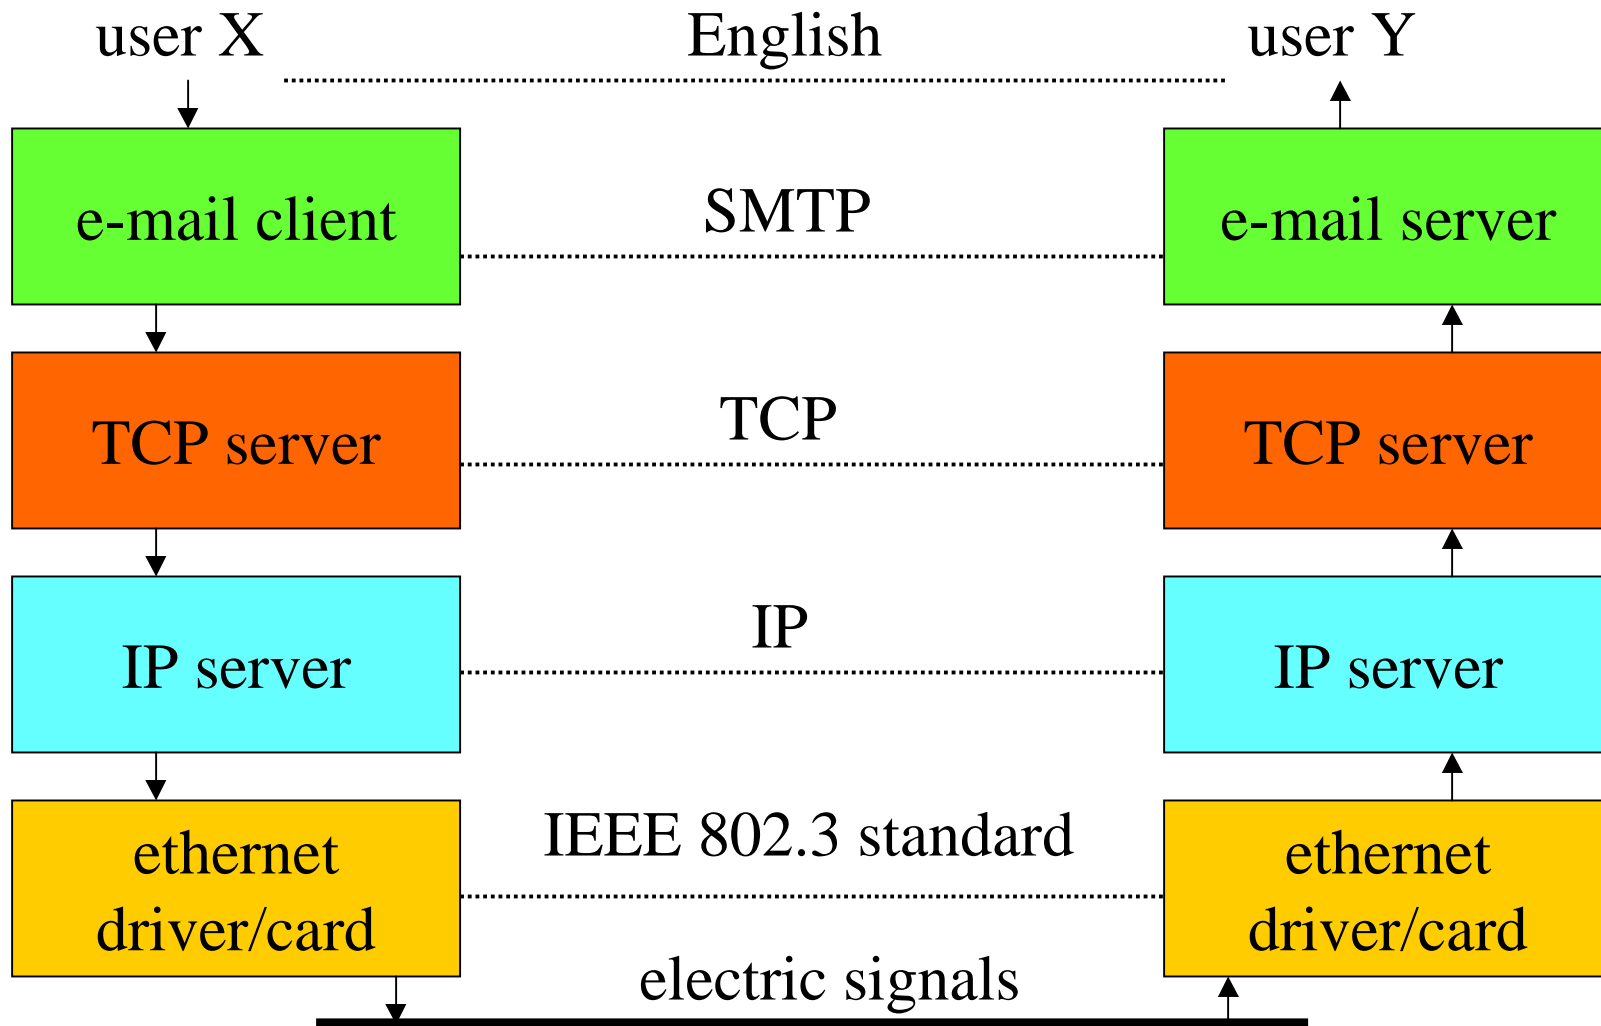 user X
English
user Y
e-mail client
SMTP
e-mail server
TCP server
TCP
TCP server
IP server
IP
IP server
ethernet
driver/card
IEEE 802.3 standard
ethernet
driver/card
electric signals